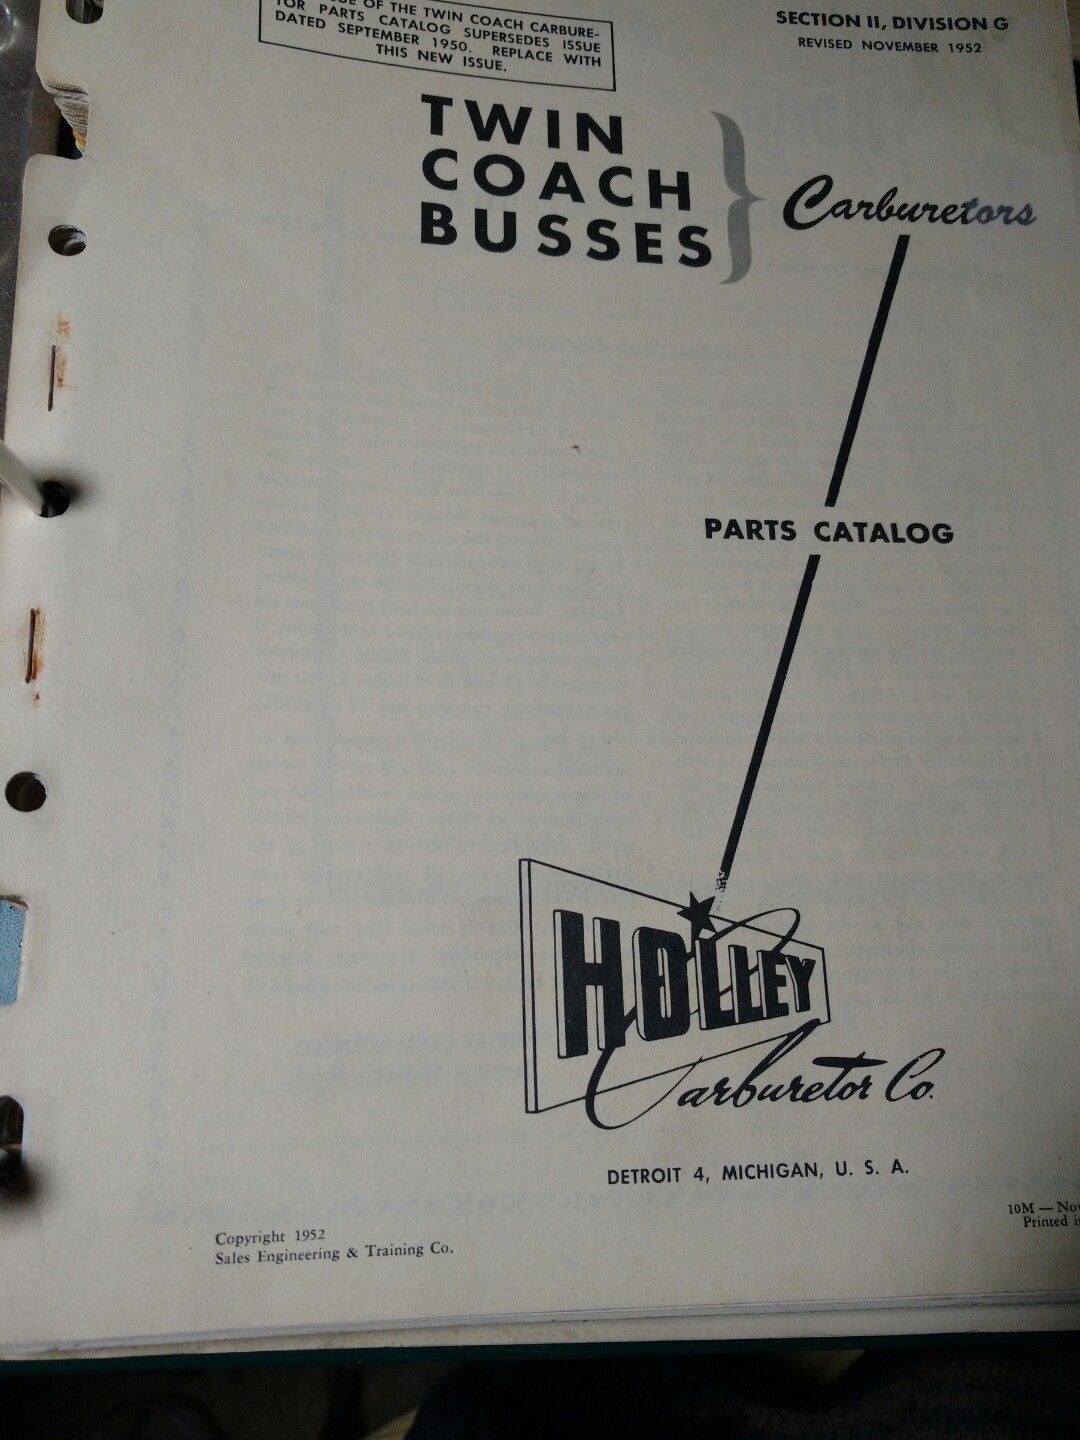 OF THE TWIN COACH CARBURE-
TOR PARTS CATALOG SUPERSEDES ISSUE
DATED SEPTEMBER 1950. REPLACE WITH
THIS NEW ISSUE.
SECTION II, DIVISION G
REVISED NOVEMBER 1952
TWIN
COACH
BUSSES
Carburetors
PARTS CATALOG
HOLLEY
Carburetor Co.
DETROIT 4, MICHIGAN, U. S. A.
10M — Nov
Printed i
Copyright 1952
Sales Engineering & Training Co.